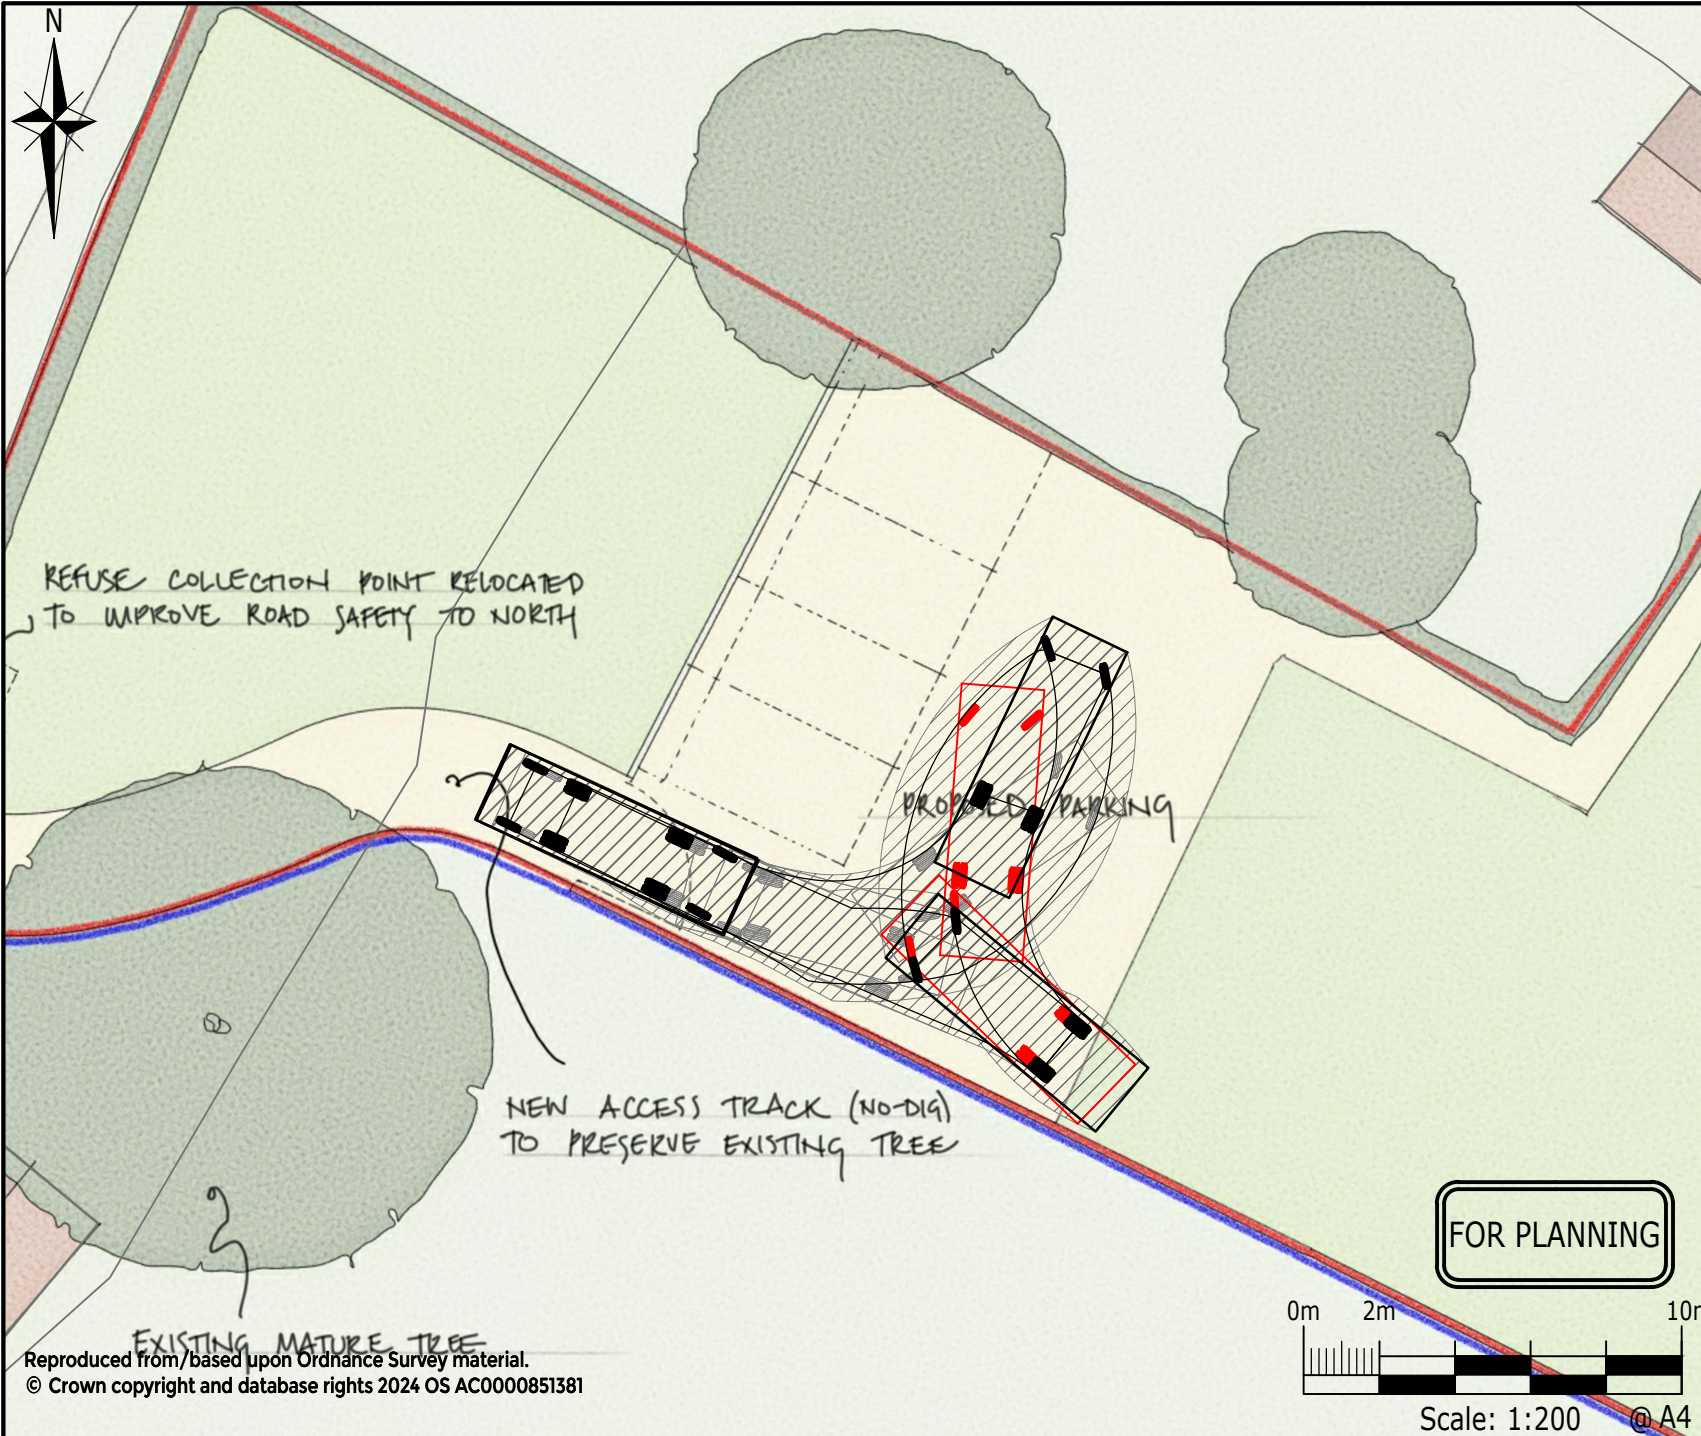 N
REFUSE COLLECTION POINT RELOCATED
TO IMPROVE ROAD SAFETY TO NORTH
PROPOSED PARKING
NEW ACCESS TRACK (NO-DIG)
TO PRESERVE EXISTING TREE
FOR PLANNING
0m 2m 10m
EXISTING MATURE TREE
Reproduced from/based upon Ordnance Survey material.
© Crown copyright and database rights 2024 OS AC0000851381
Scale: 1:200 @ A4